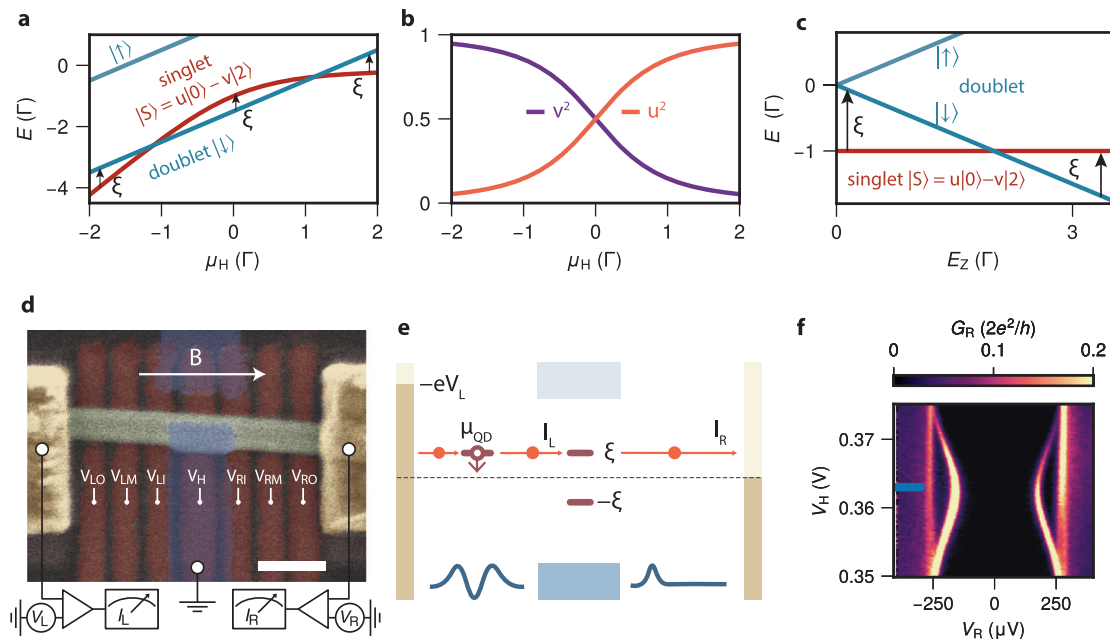 a
E (Γ)
0
−2
−4
|↑⟩
singlet
|S⟩ = u|0⟩−v|2⟩
ξ
ξ
ξ
doublet |↓⟩
−2 −1 0 1 2
μH (Γ)
b
1
0.5
0
v² u²
−2 −1 0 1 2
μH (Γ)
c
E (Γ)
0
−1
|↑⟩
doublet
|↓⟩
ξ
ξ
singlet |S⟩ = u|0⟩−v|2⟩
0 3
EZ (Γ)
d
B
VLO VLM VLI VH VRI VRM VRO
VL IL IR VR
e
−eVL
μQD IL ξ IR
−ξ
f
GR (2e²/h)
0 0.1 0.2
VH (V)
0.37
0.36
0.35
−250 0 250
VR (μV)